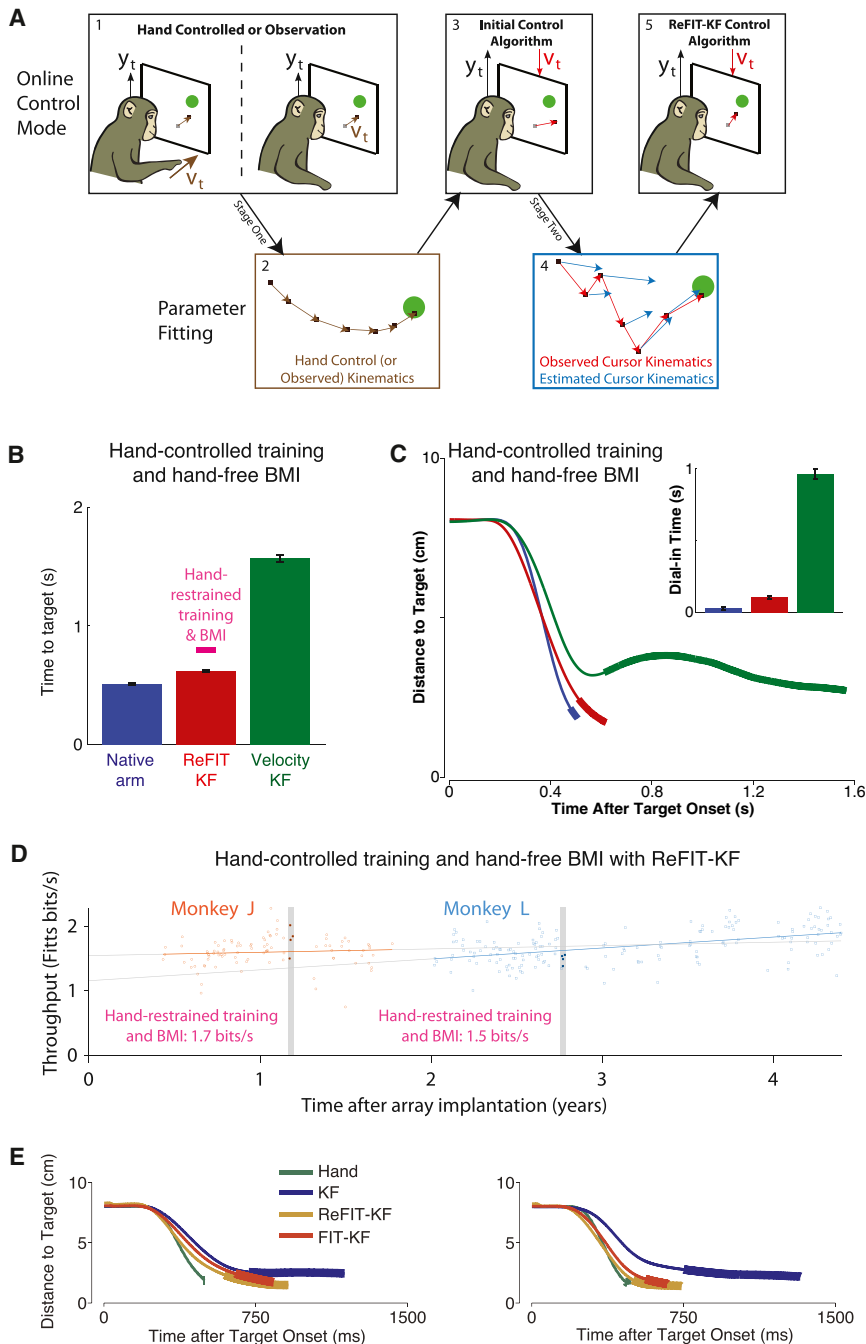 A
Online
Control
Mode
1
Hand Controlled or Observation
y_t
v_t
y_t
v_t
3 Initial Control
Algorithm
y_t
v_t
5 ReFIT-KF Control
Algorithm
y_t
v_t
Stage One
Stage Two
Parameter
Fitting
2
Hand Control (or
Observed) Kinematics
4
Observed Cursor Kinematics
Estimated Cursor Kinematics
B
Hand-controlled training
and hand-free BMI
Time to target (s)
2
1
0
Hand-
restrained
training
& BMI
Native
arm
ReFIT
KF
Velocity
KF
C
Hand-controlled training
and hand-free BMI
Distance to Target (cm)
10
0
Dial-in Time (s)
1
0
0 0.4 0.8 1.2 1.6
Time After Target Onset (s)
D
Hand-controlled training and hand-free BMI with ReFIT-KF
Throughput (Fitts bits/s)
2
1
0
Monkey J
Monkey L
Hand-restrained training
and BMI: 1.7 bits/s
Hand-restrained training
and BMI: 1.5 bits/s
0 1 2 3 4
Time after array implantation (years)
E
Distance to Target (cm)
10
5
0
Hand
KF
ReFIT-KF
FIT-KF
0 750 1500
Time after Target Onset (ms)
10
5
0
0 750 1500
Time after Target Onset (ms)